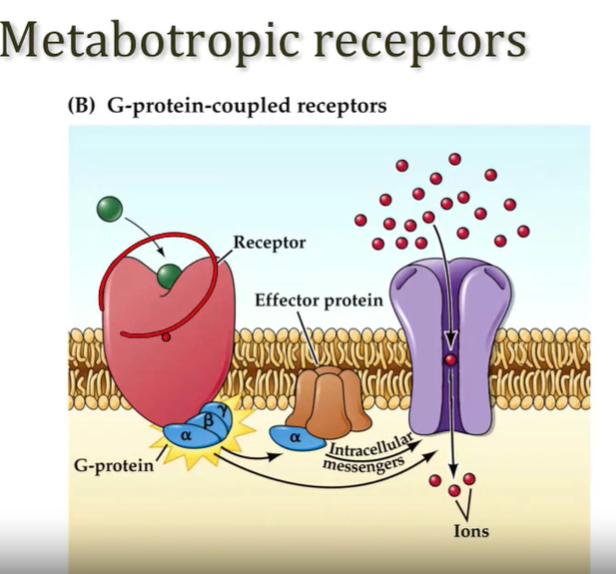 Metabotropic receptors
(B) G-protein-coupled receptors
Receptor
Effector protein
γ
β
α
α
Intracellular
messengers
G-protein
Ions